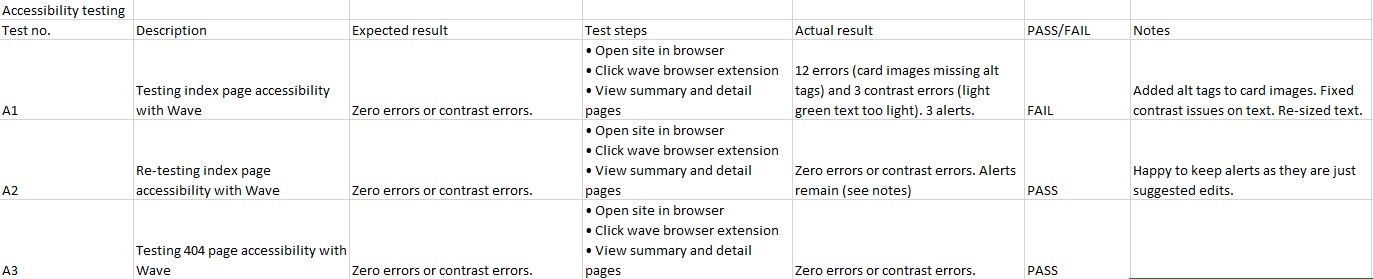 Accessibility testing
Test no. Description Expected result Test steps Actual result PASS/FAIL Notes
A1
Testing index page accessibility
with Wave
Zero errors or contrast errors.
• Open site in browser
• Click wave browser extension
• View summary and detail
pages
12 errors (card images missing alt
tags) and 3 contrast errors (light
green text too light). 3 alerts.
FAIL
Added alt tags to card images. Fixed
contrast issues on text. Re-sized text.
A2
Re-testing index page
accessibility with Wave
Zero errors or contrast errors.
• Open site in browser
• Click wave browser extension
• View summary and detail
pages
Zero errors or contrast errors. Alerts
remain (see notes)
PASS
Happy to keep alerts as they are just
suggested edits.
A3
Testing 404 page accessibility with
Wave
Zero errors or contrast errors.
• Open site in browser
• Click wave browser extension
• View summary and detail
pages
Zero errors or contrast errors.
PASS